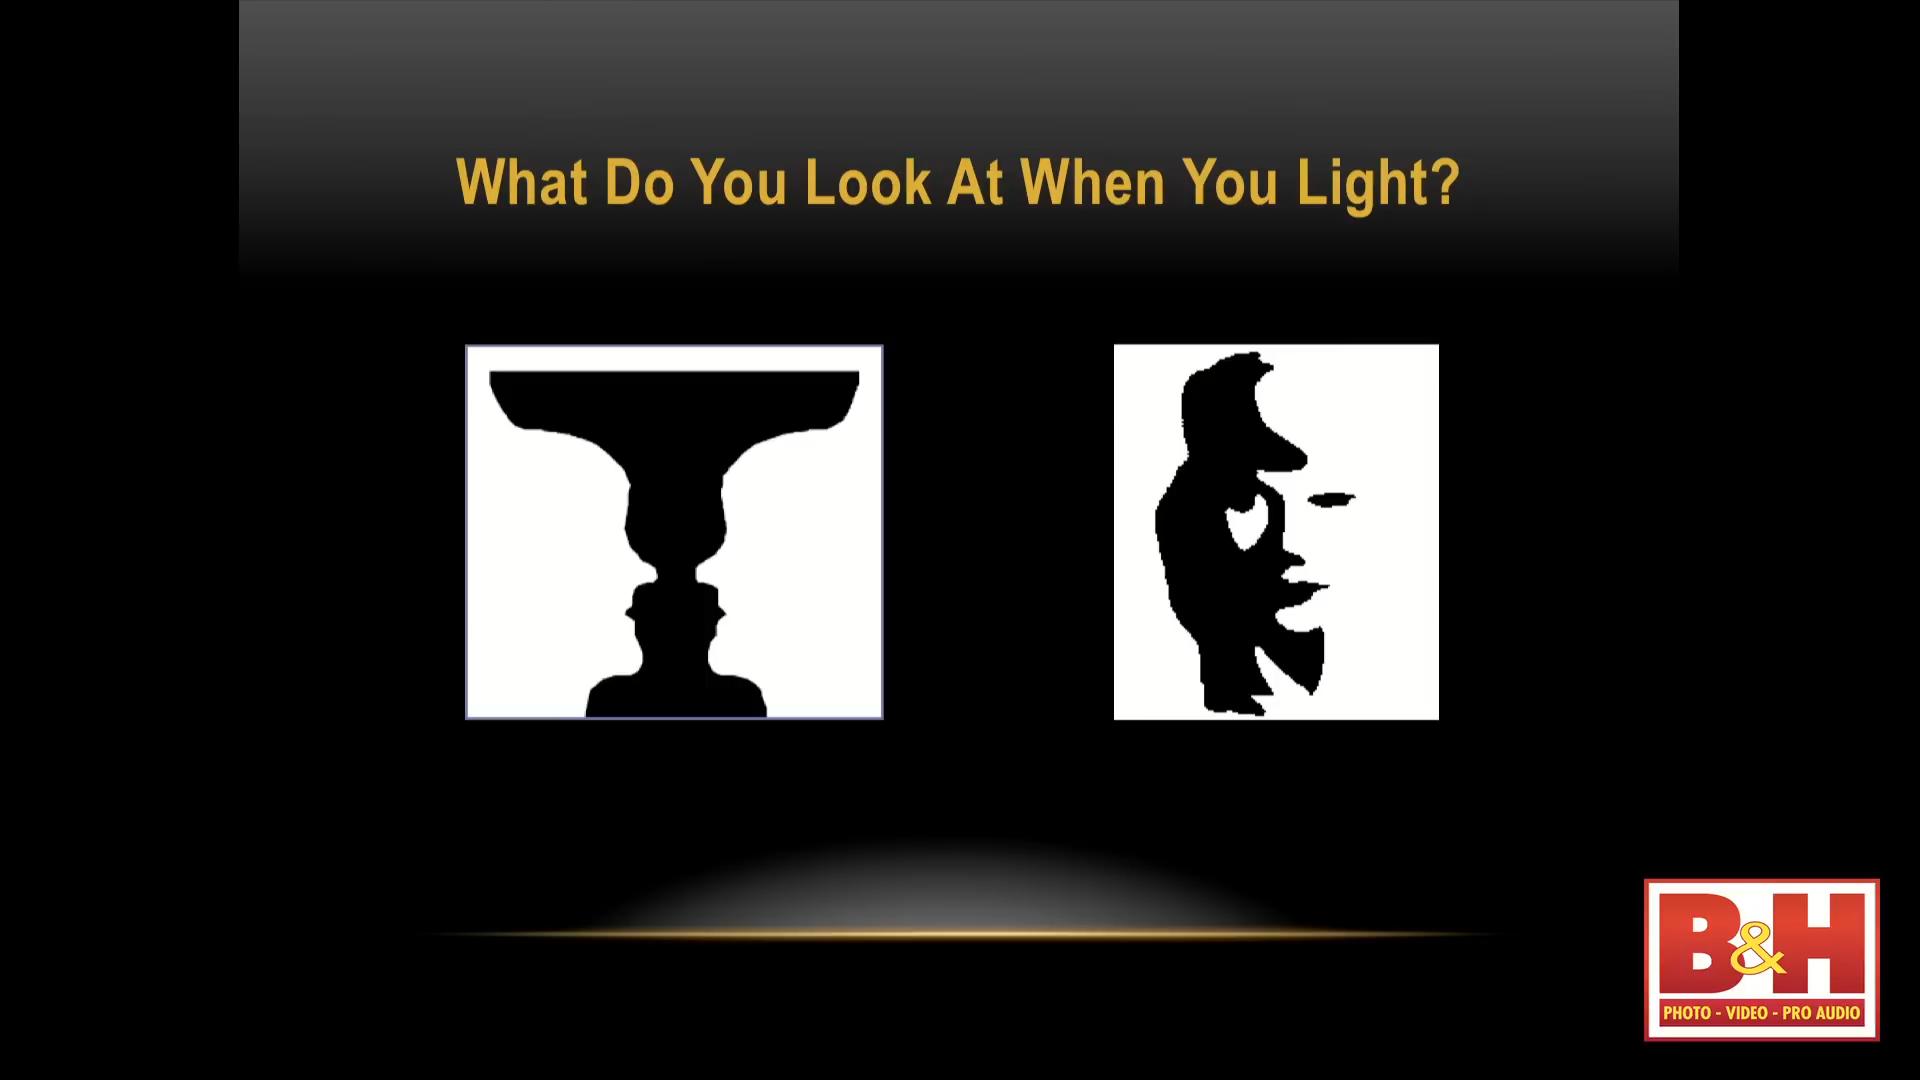 What Do You Look At When You Light?
B&H
PHOTO - VIDEO - PRO AUDIO